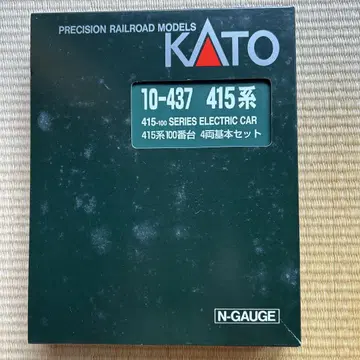 PRECISION RAILROAD MODELS
KATO
10-437 415系
415-100 SERIES ELECTRIC CAR
415系100番台 4両基本セット
N-GAUGE